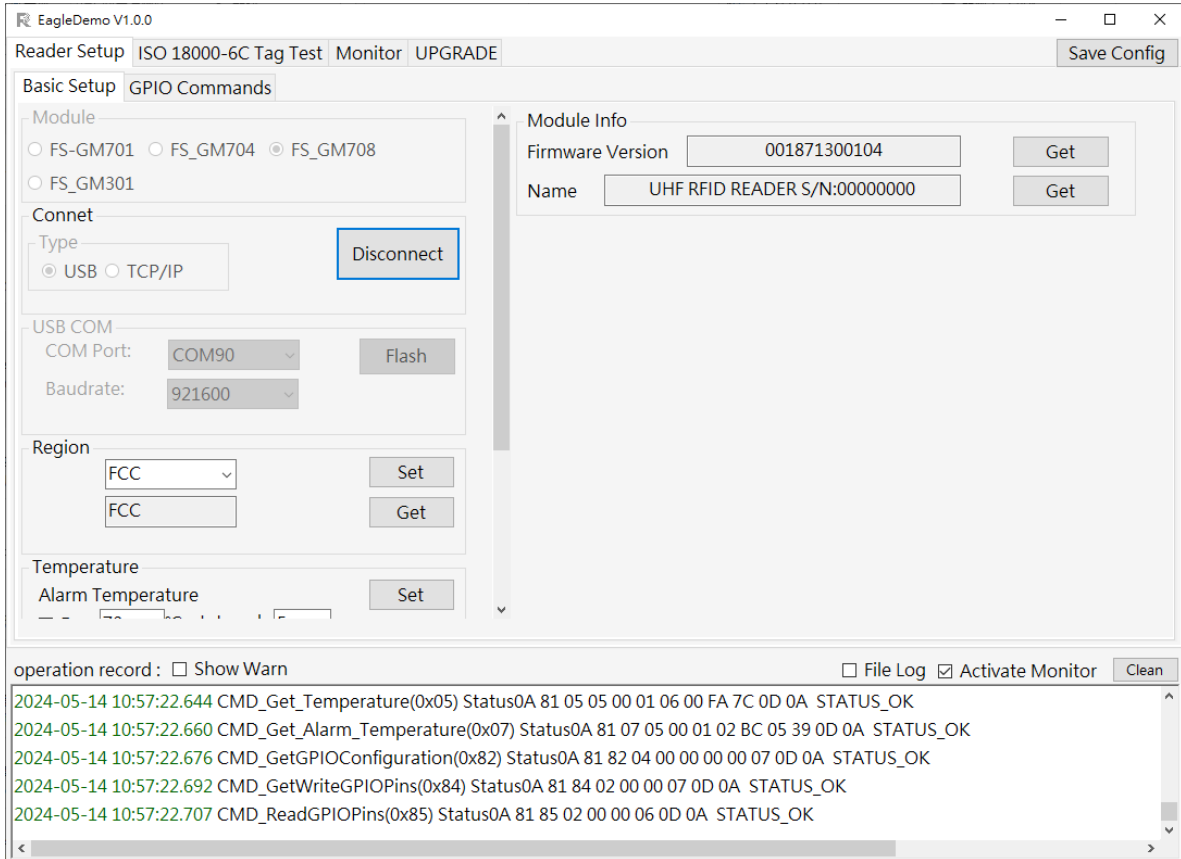 EagleDemo V1.0.0
Reader Setup ISO 18000-6C Tag Test Monitor UPGRADE Save Config
Basic Setup GPIO Commands
Module
FS-GM701 FS_GM704 FS_GM708
FS_GM301
Connet
Type
USB TCP/IP
Disconnect
USB COM
COM Port: COM90 Flash
Baudrate: 921600
Region
FCC Set
FCC Get
Temperature
Alarm Temperature Set
Module Info
Firmware Version 001871300104 Get
Name UHF RFID READER S/N:00000000 Get
operation record : Show Warn File Log Activate Monitor Clean
2024-05-14 10:57:22.644 CMD_Get_Temperature(0x05) Status0A 81 05 05 00 01 06 00 FA 7C 0D 0A STATUS_OK
2024-05-14 10:57:22.660 CMD_Get_Alarm_Temperature(0x07) Status0A 81 07 05 00 01 02 BC 05 39 0D 0A STATUS_OK
2024-05-14 10:57:22.676 CMD_GetGPIOConfiguration(0x82) Status0A 81 82 04 00 00 00 00 07 0D 0A STATUS_OK
2024-05-14 10:57:22.692 CMD_GetWriteGPIOPins(0x84) Status0A 81 84 02 00 00 07 0D 0A STATUS_OK
2024-05-14 10:57:22.707 CMD_ReadGPIOPins(0x85) Status0A 81 85 02 00 00 06 0D 0A STATUS_OK